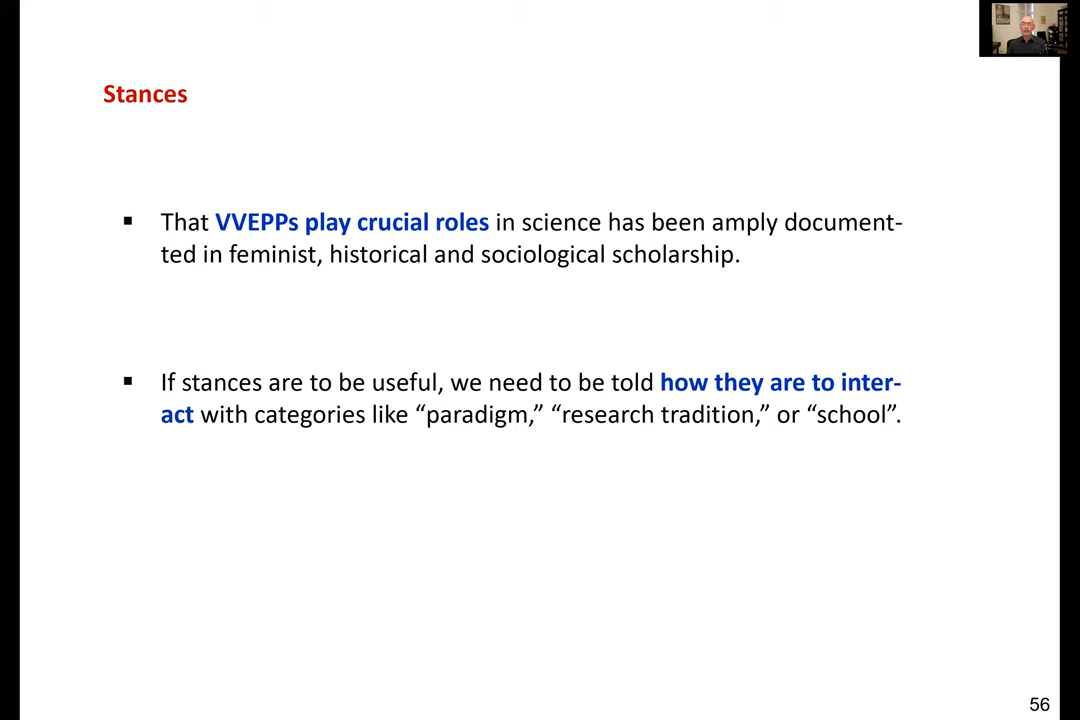 Stances
▪ That VVEPPs play crucial roles in science has been amply document-
ted in feminist, historical and sociological scholarship.
▪ If stances are to be useful, we need to be told how they are to inter-
act with categories like “paradigm,” “research tradition,” or “school”.
56